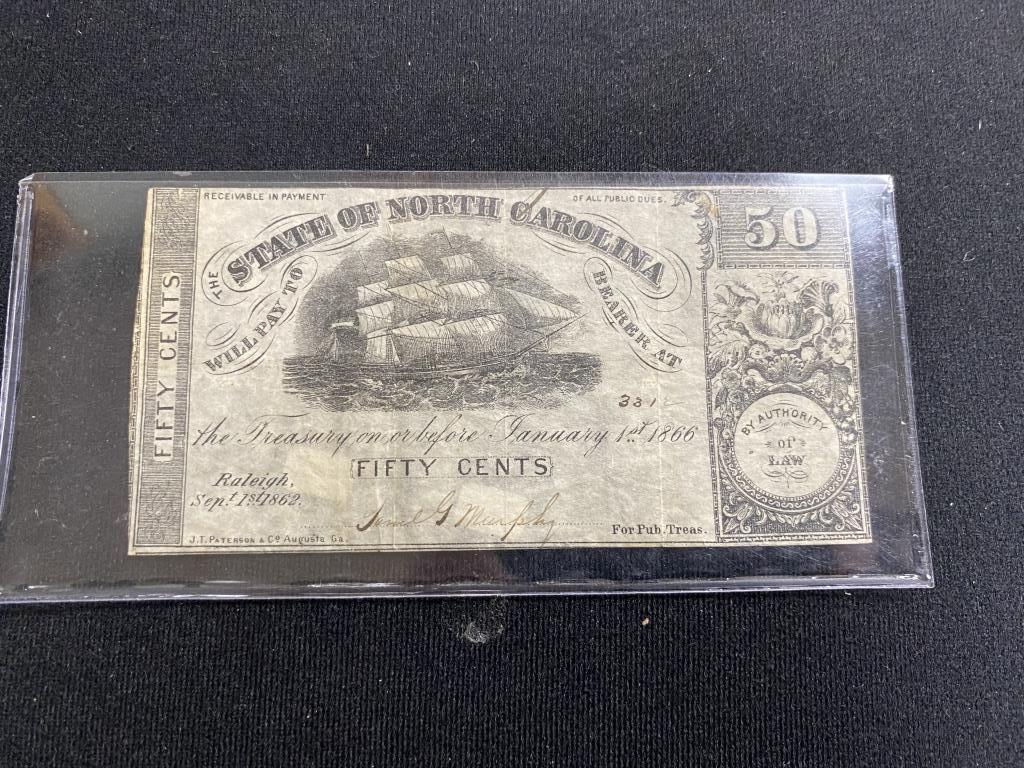 RECEIVABLE IN PAYMENT OF ALL PUBLIC DUES.
50
THE STATE OF NORTH CAROLINA
WILL PAY TO BEARER AT
FIFTY CENTS
331
the Treasury on or before January 1st 1866
FIFTY CENTS
BY AUTHORITY
OF
LAW
Raleigh,
Sept. 1st 1862.
G Murphy
For Pub. Treas.
J.T. PATERSON & Co Augusta Ga.